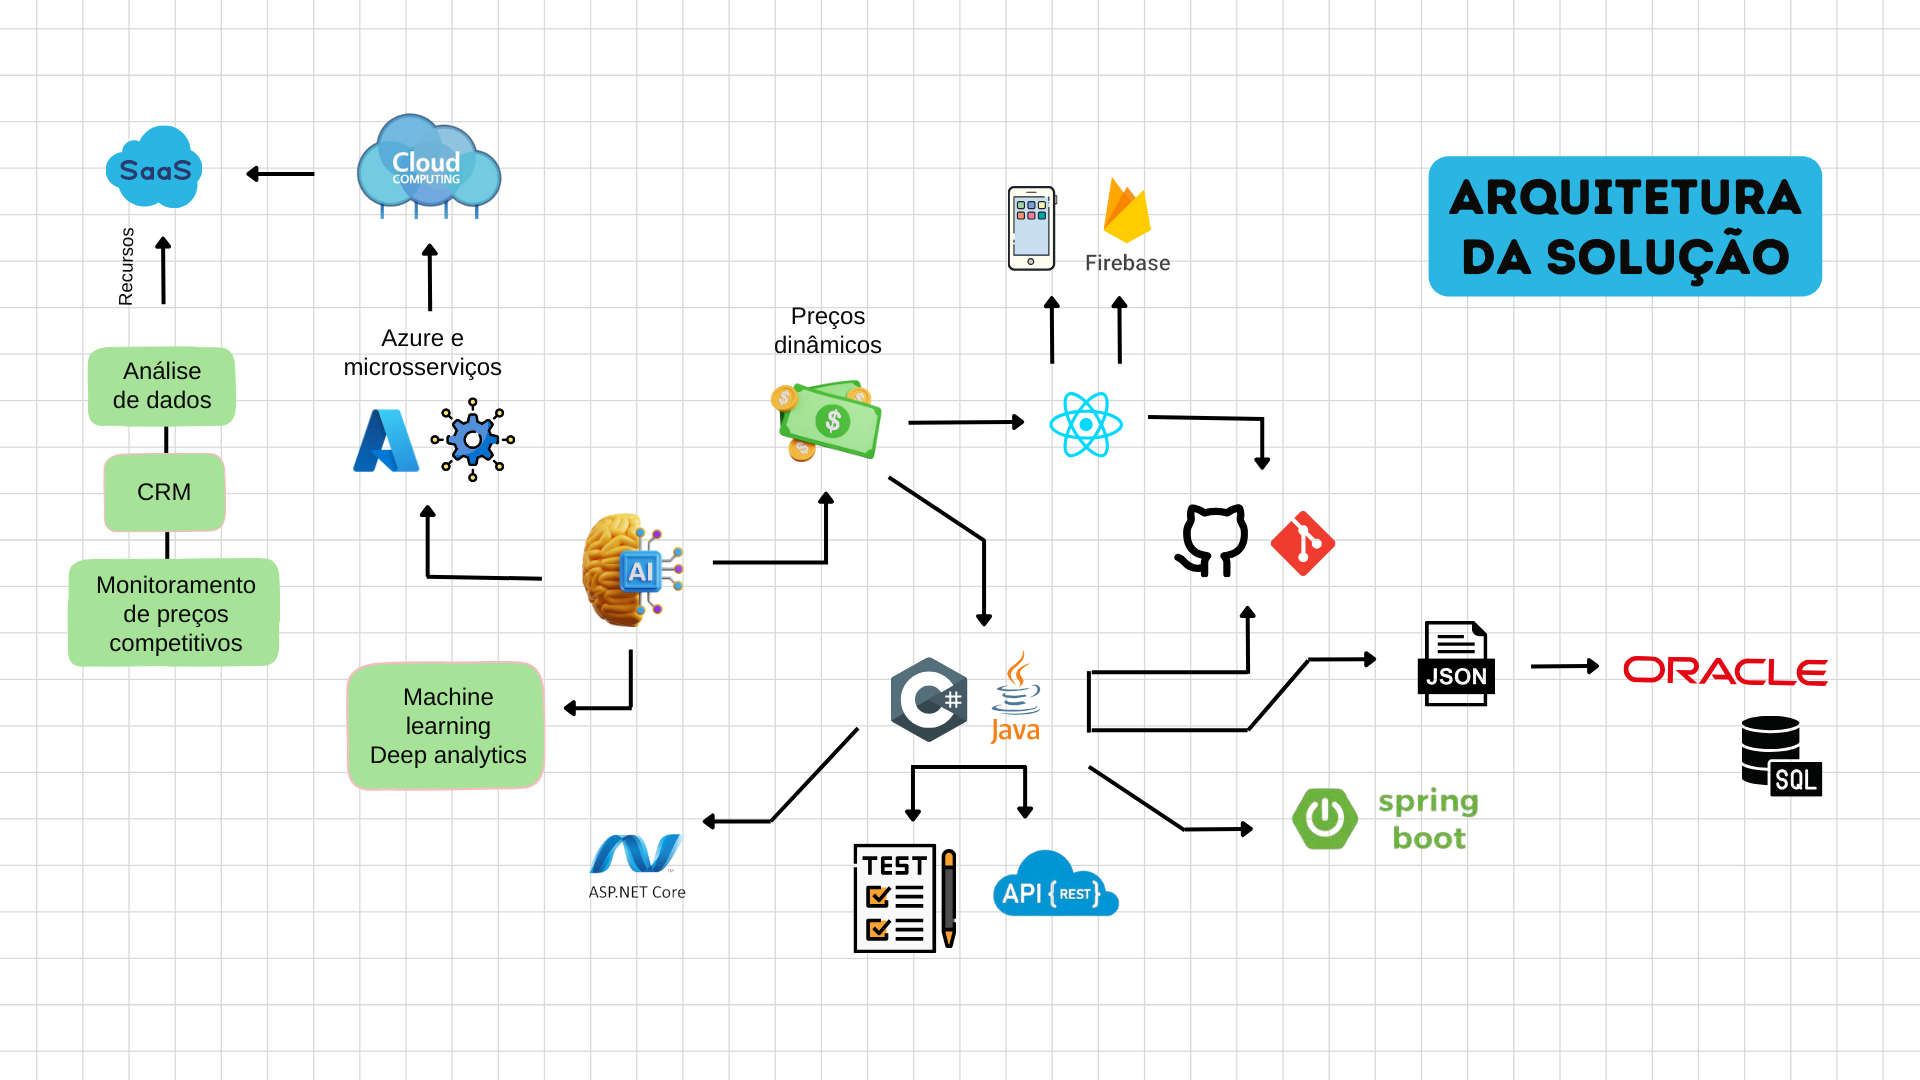 ARQUITETURA
DA SOLUÇÃO
SaaS
Cloud
COMPUTING
Recursos
Análise
de dados
CRM
Monitoramento
de preços
competitivos
Azure e
microsserviços
AI
Machine
learning
Deep analytics
Preços
dinâmicos
$
$
$
$
Firebase
C#
Java
ASP.NET Core
TM
TEST
API {REST}
JSON
ORACLE
SQL
spring
boot